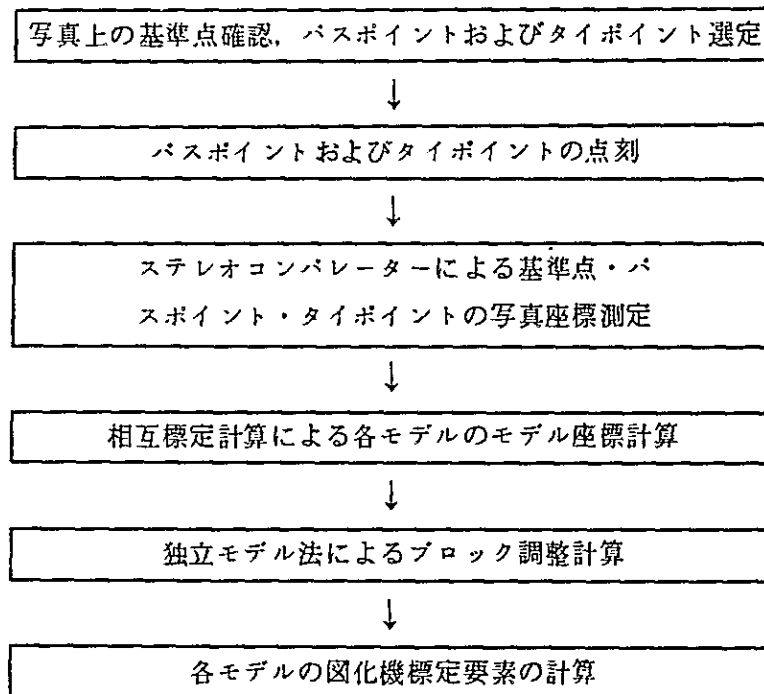 写真上の基準点確認,パスポイントおよびタイポイント選定
↓
パスポイントおよびタイポイントの点刻
↓
ステレオコンパレーターによる基準点・パ
スポイント・タイポイントの写真座標測定
↓
相互標定計算による各モデルのモデル座標計算
↓
独立モデル法によるブロック調整計算
↓
各モデルの図化機標定要素の計算